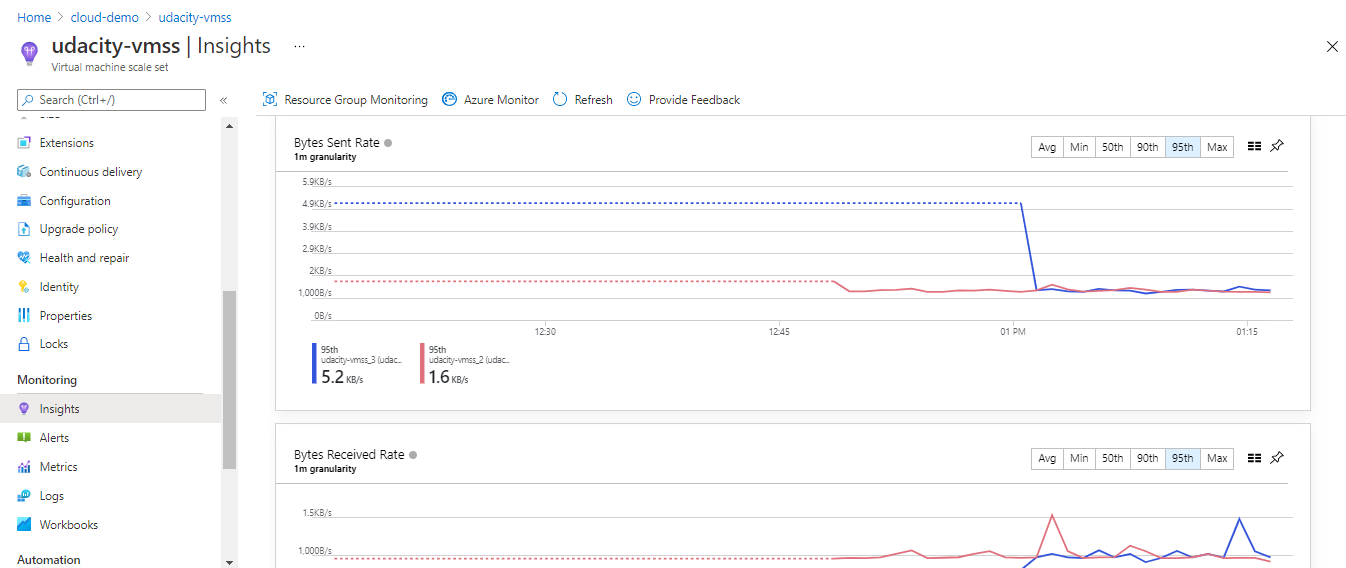 Home > cloud-demo > udacity-vmss
udacity-vmss | Insights ...
Virtual machine scale set
Search (Ctrl+/) «
Extensions
Continuous delivery
Configuration
Upgrade policy
Health and repair
Identity
Properties
Locks
Monitoring
Insights
Alerts
Metrics
Logs
Workbooks
Automation
Resource Group Monitoring Azure Monitor Refresh Provide Feedback
Bytes Sent Rate
1m granularity
Avg Min 50th 90th 95th Max
5.9KB/s
4.9KB/s
3.9KB/s
2.9KB/s
2KB/s
1,000B/s
0B/s
12:30 12:45 01 PM 01:15
95th
udacity-vmss_3 (udac...
5.2 KB/s
95th
udacity-vmss_2 (udac...
1.6 KB/s
Bytes Received Rate
1m granularity
Avg Min 50th 90th 95th Max
1.5KB/s
1,000B/s